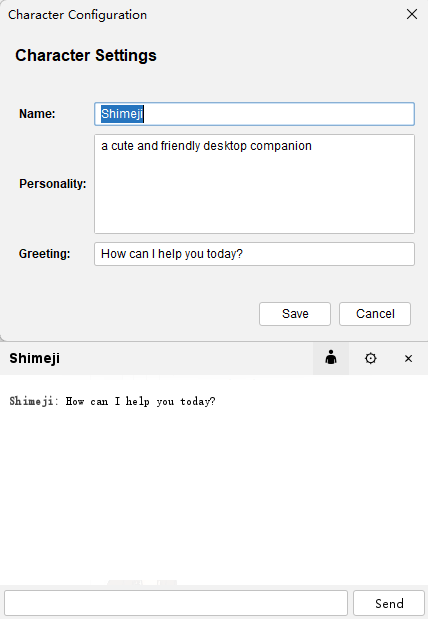 Character Configuration
Character Settings
Name: Shimeji
Personality: a cute and friendly desktop companion
Greeting: How can I help you today?
Save Cancel
Shimeji
Shimeji: How can I help you today?
Send